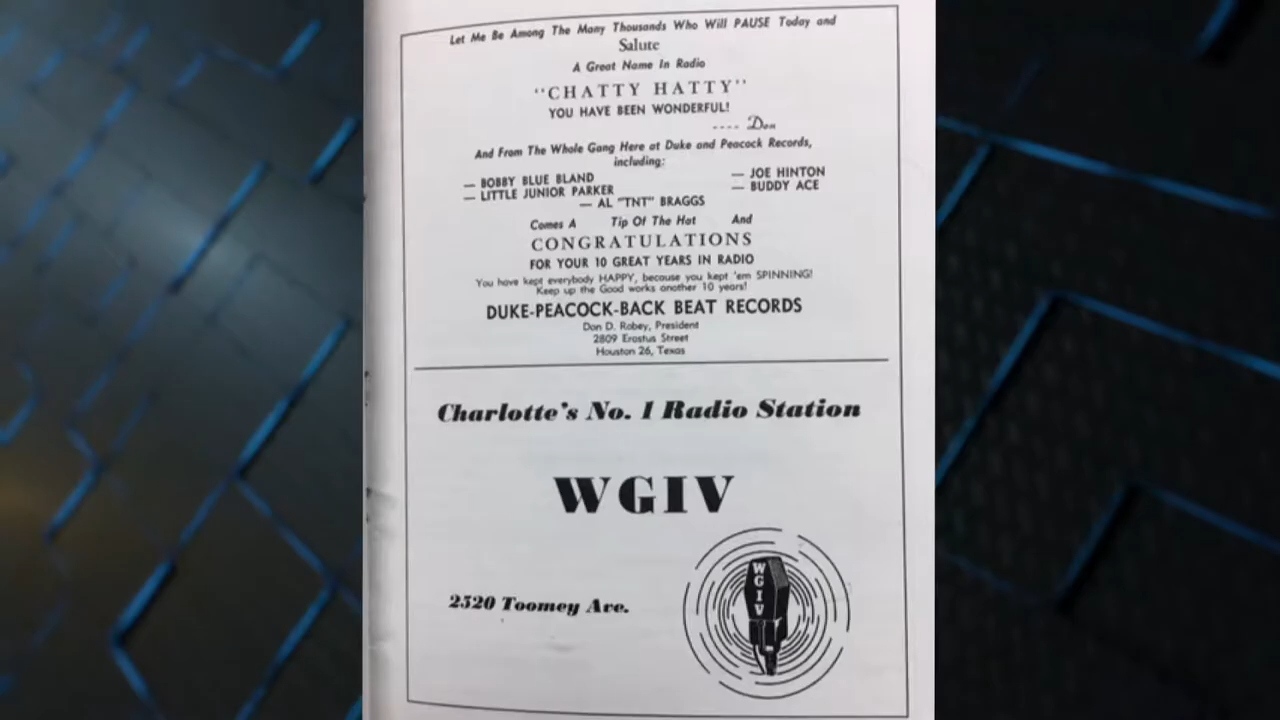 Let Me Be Among The Many Thousands Who Will PAUSE Today and
Salute
A Great Name In Radio
"CHATTY HATTY"
YOU HAVE BEEN WONDERFUL!
---- Don
And From The Whole Gang Here at Duke and Peacock Records,
including:
— BOBBY BLUE BLAND — JOE HINTON
— LITTLE JUNIOR PARKER — BUDDY ACE
— AL "TNT" BRAGGS
Comes A Tip Of The Hat And
CONGRATULATIONS
FOR YOUR 10 GREAT YEARS IN RADIO
You have kept everybody HAPPY, because you kept 'em SPINNING!
Keep up the Good works another 10 years!
DUKE-PEACOCK-BACK BEAT RECORDS
Don D. Robey, President
2809 Erastus Street
Houston 26, Texas
Charlotte's No. 1 Radio Station
WGIV
WGIV
2520 Toomey Ave.